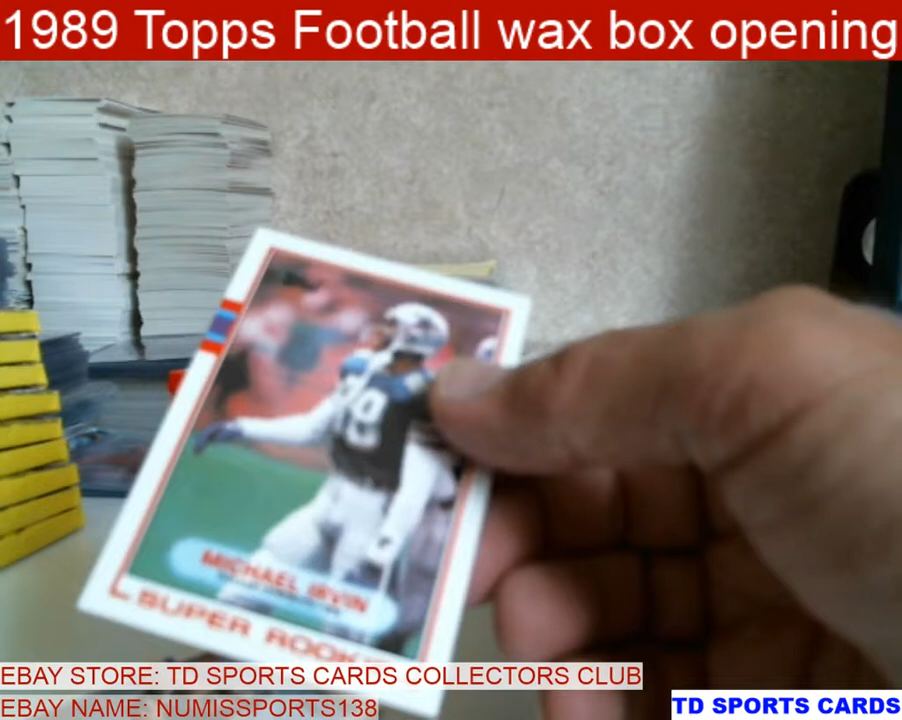 1989 Topps Football wax box opening
88
MICHAEL IRVIN
SUPER ROOK
EBAY STORE: TD SPORTS CARDS COLLECTORS CLUB
EBAY NAME: NUMISSPORTS138
TD SPORTS CARDS